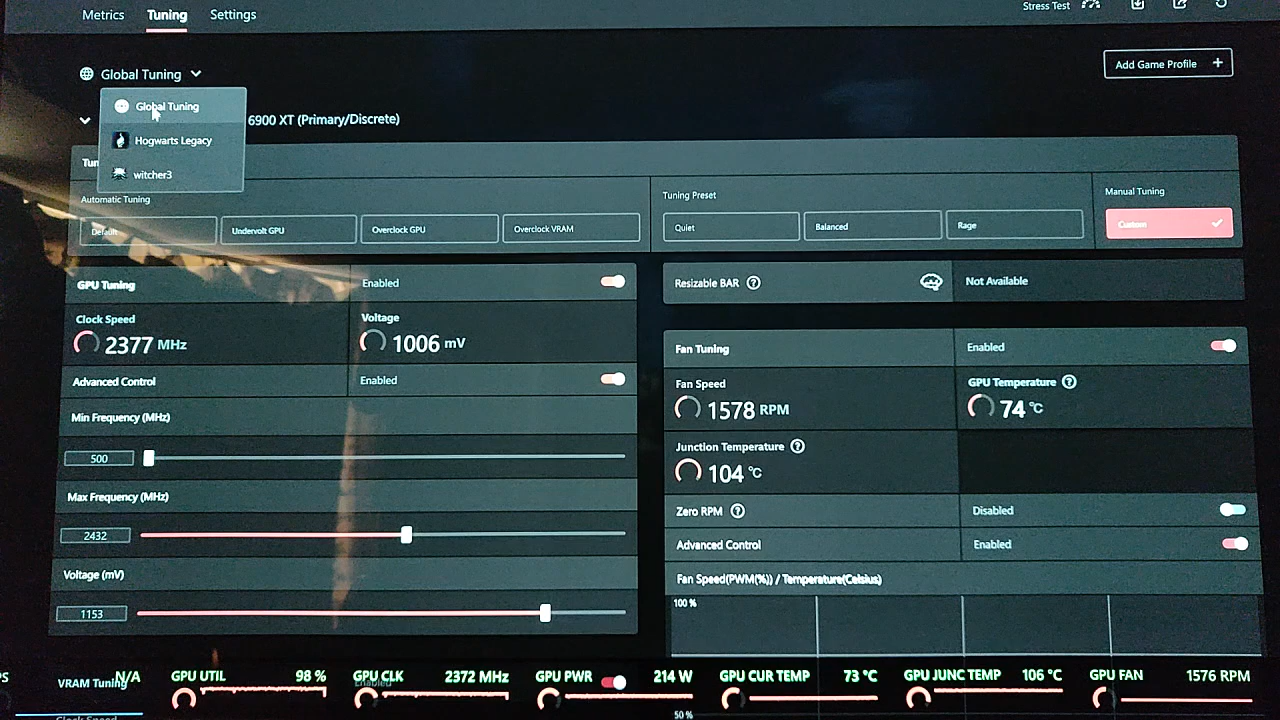 Metrics Tuning Settings Stress Test
Global Tuning Add Game Profile +
Global Tuning
6900 XT (Primary/Discrete)
Hogwarts Legacy
witcher3
Automatic Tuning
Tuning Preset
Manual Tuning
Default Undervolt GPU Overclock GPU Overclock VRAM Quiet Balanced Rage Custom
GPU Tuning Enabled
Resizable BAR ? Not Available
Clock Speed Voltage
2377 MHz 1006 mV
Advanced Control Enabled
Min Frequency (MHz)
500
Max Frequency (MHz)
2432
Voltage (mV)
1153
Fan Tuning Enabled
Fan Speed GPU Temperature ?
1578 RPM 74 °C
Junction Temperature ?
104 °C
Zero RPM ? Disabled
Advanced Control Enabled
Fan Speed(PWM(%)) / Temperature(Celsius)
100 %
VRAM Tuning Enabled
N/A GPU UTIL 98 % GPU CLK 2372 MHz GPU PWR 214 W GPU CUR TEMP 73 °C GPU JUNC TEMP 106 °C GPU FAN 1576 RPM
Clock Speed
50 %